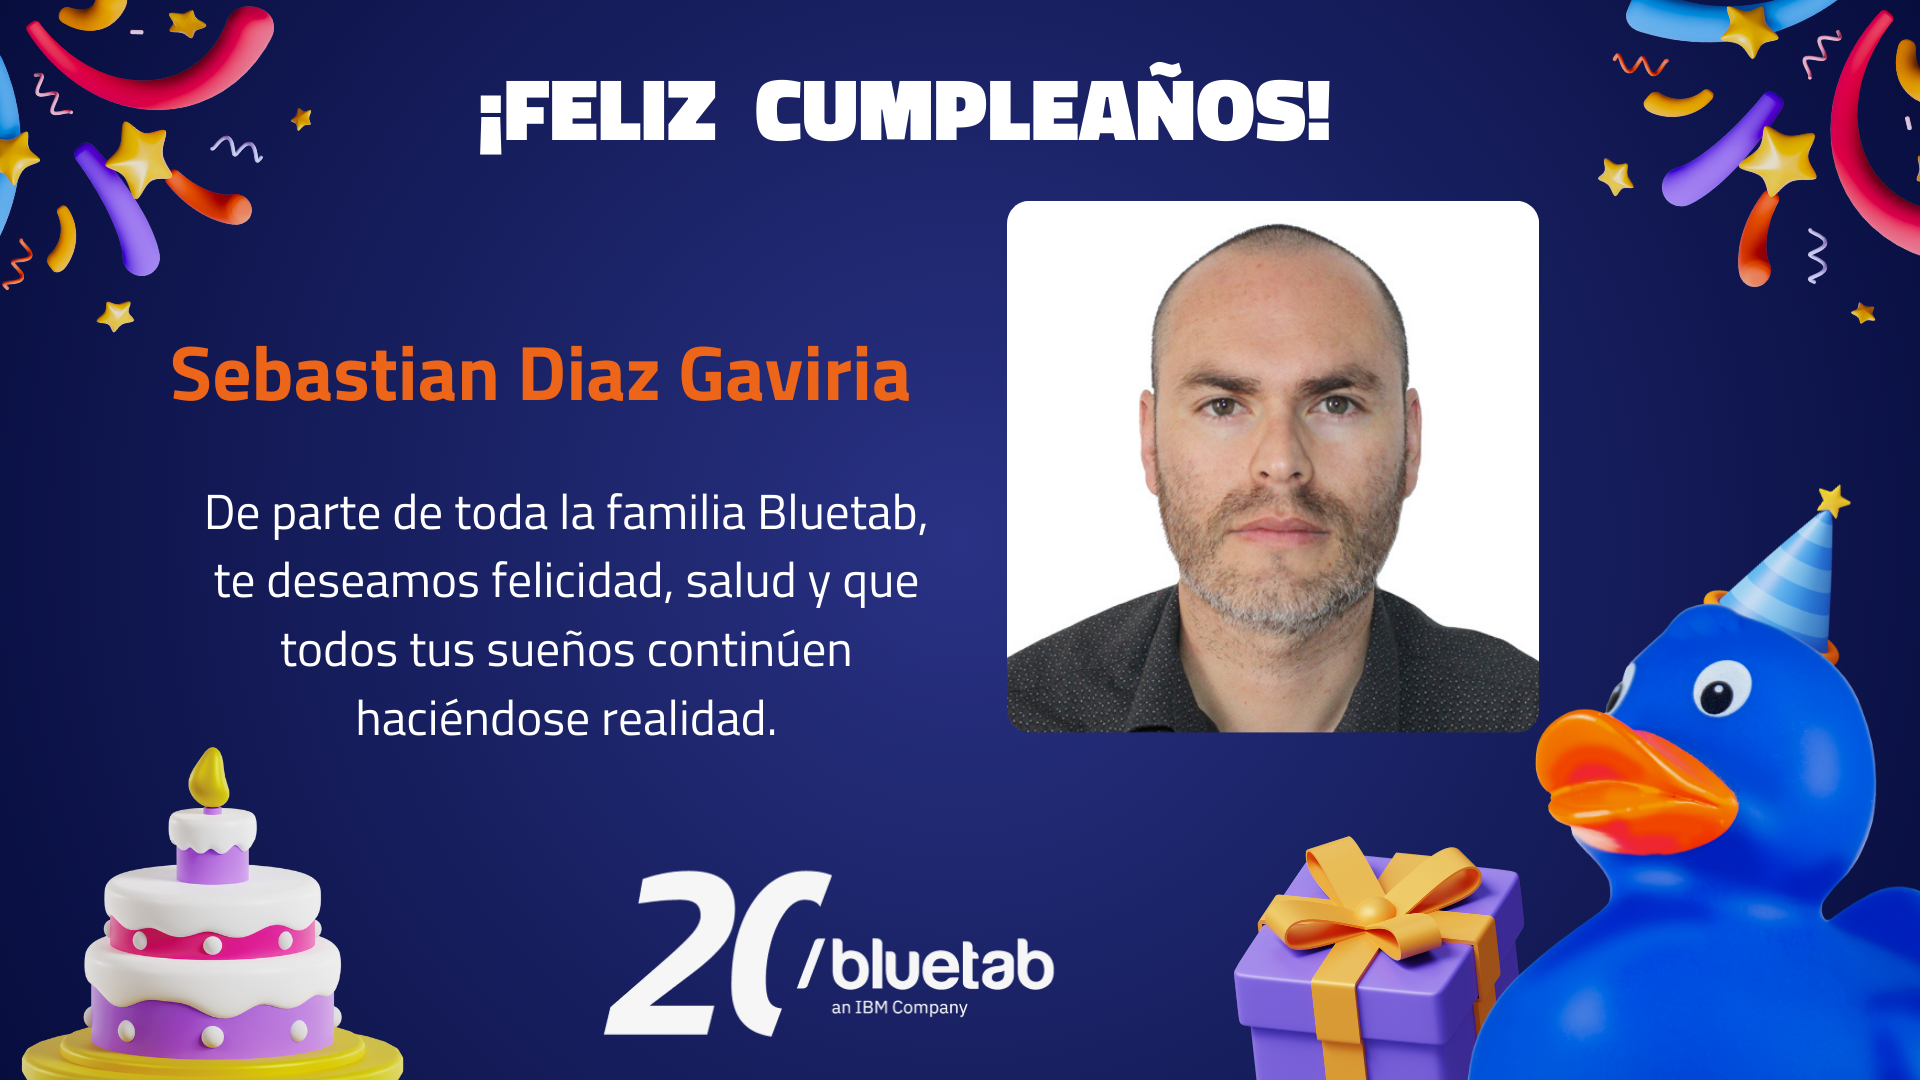 ¡FELIZ CUMPLEAÑOS!
Sebastian Diaz Gaviria
De parte de toda la familia Bluetab,
te deseamos felicidad, salud y que
todos tus sueños continúen
haciéndose realidad.
20/bluetab
an IBM Company